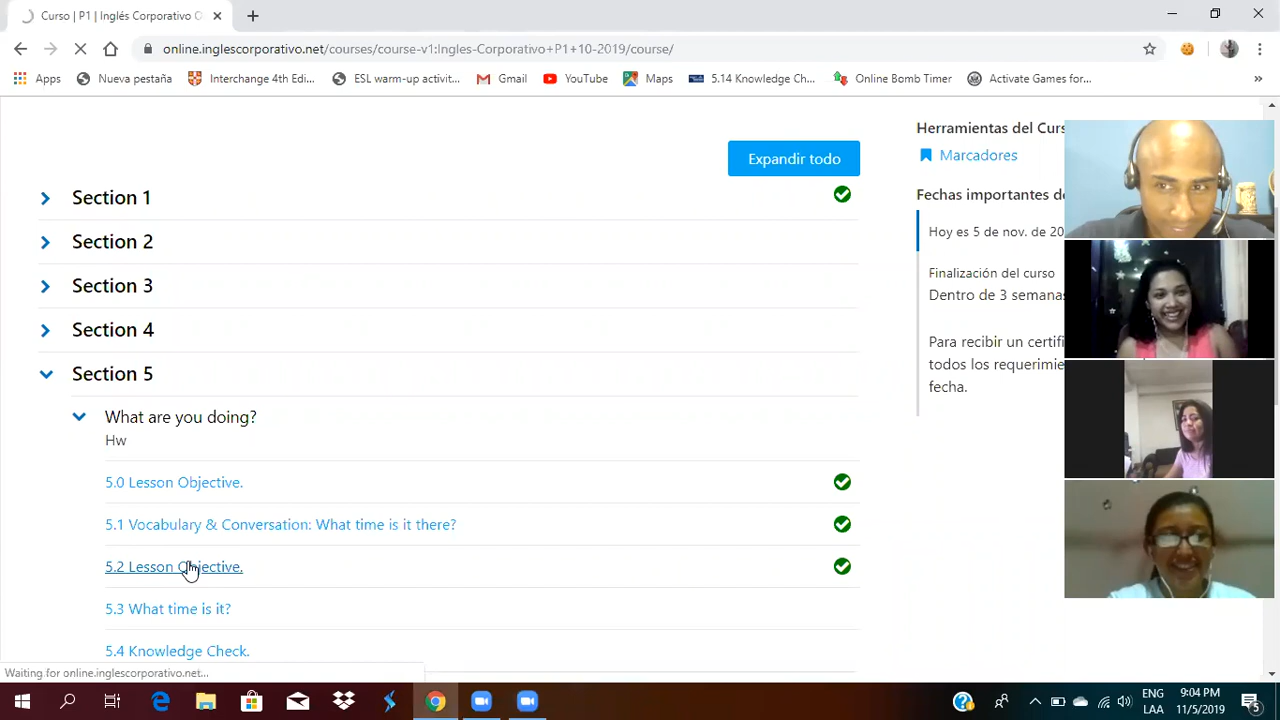 Curso | P1 | Inglés Corporativo O
online.inglescorporativo.net/courses/course-v1:Ingles-Corporativo+P1+10-2019/course/
Apps Nueva pestaña Interchange 4th Edi... ESL warm-up activit... Gmail YouTube Maps 5.14 Knowledge Ch... Online Bomb Timer Activate Games for... »
Expandir todo
Section 1
Section 2
Section 3
Section 4
Section 5
What are you doing?
Hw
5.0 Lesson Objective.
5.1 Vocabulary & Conversation: What time is it there?
5.2 Lesson Objective.
5.3 What time is it?
5.4 Knowledge Check.
Herramientas del Curs
Marcadores
Fechas importantes de
Hoy es 5 de nov. de 20
Finalización del curso
Dentro de 3 semanas
Para recibir un certifi
todos los requerimie
fecha.
Waiting for online.inglescorporativo.net...
ENG 9:04 PM
LAA 11/5/2019 5